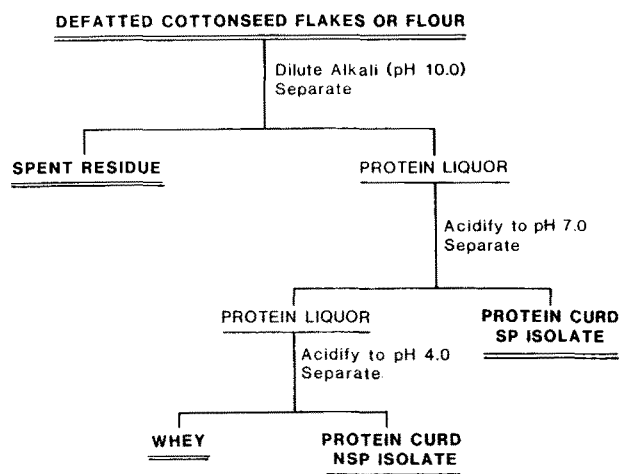 DEFATTED COTTONSEED FLAKES OR FLOUR
Dilute Alkali (pH 10.0)
Separate
SPENT RESIDUE
PROTEIN LIQUOR
Acidify to pH 7.0
Separate
PROTEIN LIQUOR
PROTEIN CURD
SP ISOLATE
Acidify to pH 4.0
Separate
WHEY
PROTEIN CURD
NSP ISOLATE